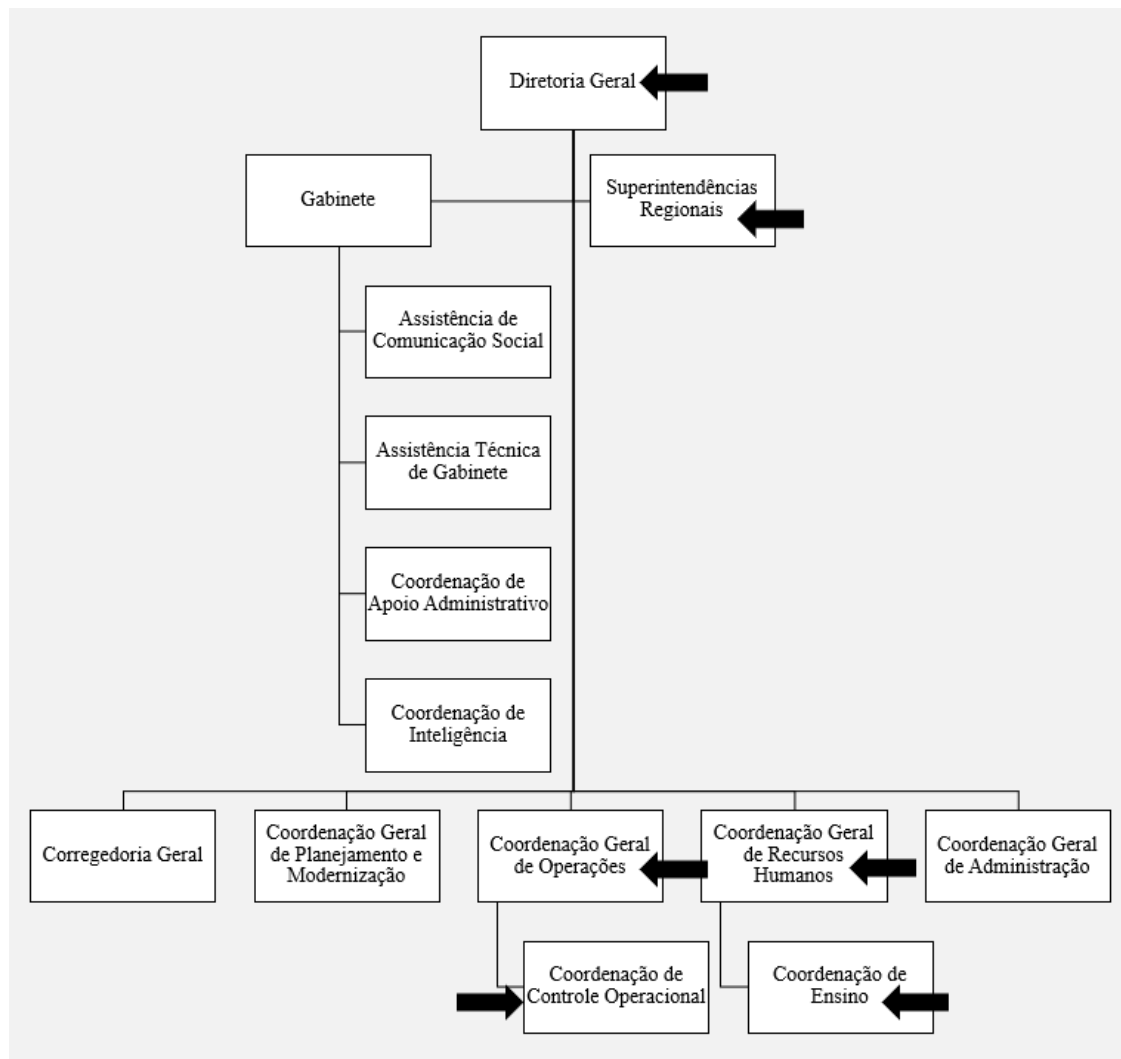 Diretoria Geral
Gabinete
Superintendências
Regionais
Assistência de
Comunicação Social
Assistência Técnica
de Gabinete
Coordenação de
Apoio Administrativo
Coordenação de
Inteligência
Corregedoria Geral
Coordenação Geral
de Planejamento e
Modernização
Coordenação Geral
de Operações
Coordenação Geral
de Recursos
Humanos
Coordenação Geral
de Administração
Coordenação de
Controle Operacional
Coordenação de
Ensino